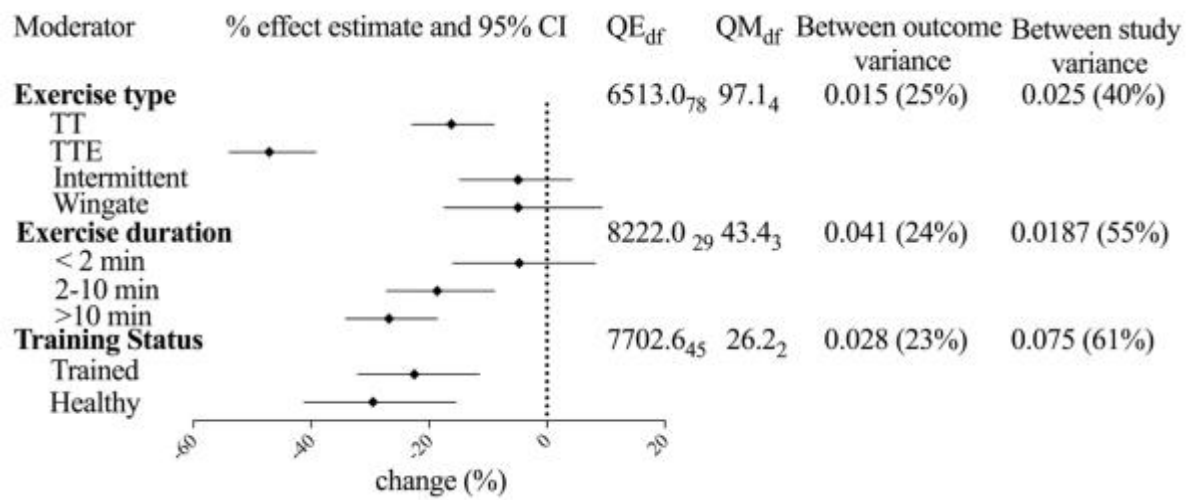 Moderator % effect estimate and 95% CI QEdf QMdf Between outcome variance Between study variance
Exercise type 6513.078 97.14 0.015 (25%) 0.025 (40%)
TT
TTE
Intermittent
Wingate
Exercise duration 8222.0 29 43.43 0.041 (24%) 0.0187 (55%)
< 2 min
2-10 min
>10 min
Training Status 7702.645 26.22 0.028 (23%) 0.075 (61%)
Trained
Healthy
-60 -40 -20 0 20
change (%)